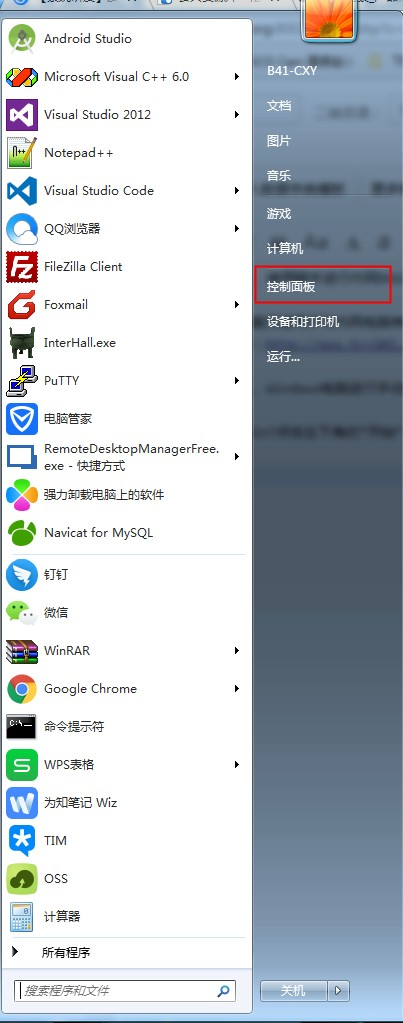 Android Studio
Microsoft Visual C++ 6.0
Visual Studio 2012
Notepad++
Visual Studio Code
QQ浏览器
FileZilla Client
Foxmail
InterHall.exe
PuTTY
电脑管家
RemoteDesktopManagerFree.
exe - 快捷方式
强力卸载电脑上的软件
Navicat for MySQL
钉钉
微信
WinRAR
Google Chrome
命令提示符
WPS表格
为知笔记 Wiz
TIM
OSS
计算器
所有程序
搜索程序和文件
B41-CXY
文档
图片
音乐
游戏
计算机
控制面板
设备和打印机
运行...
关机